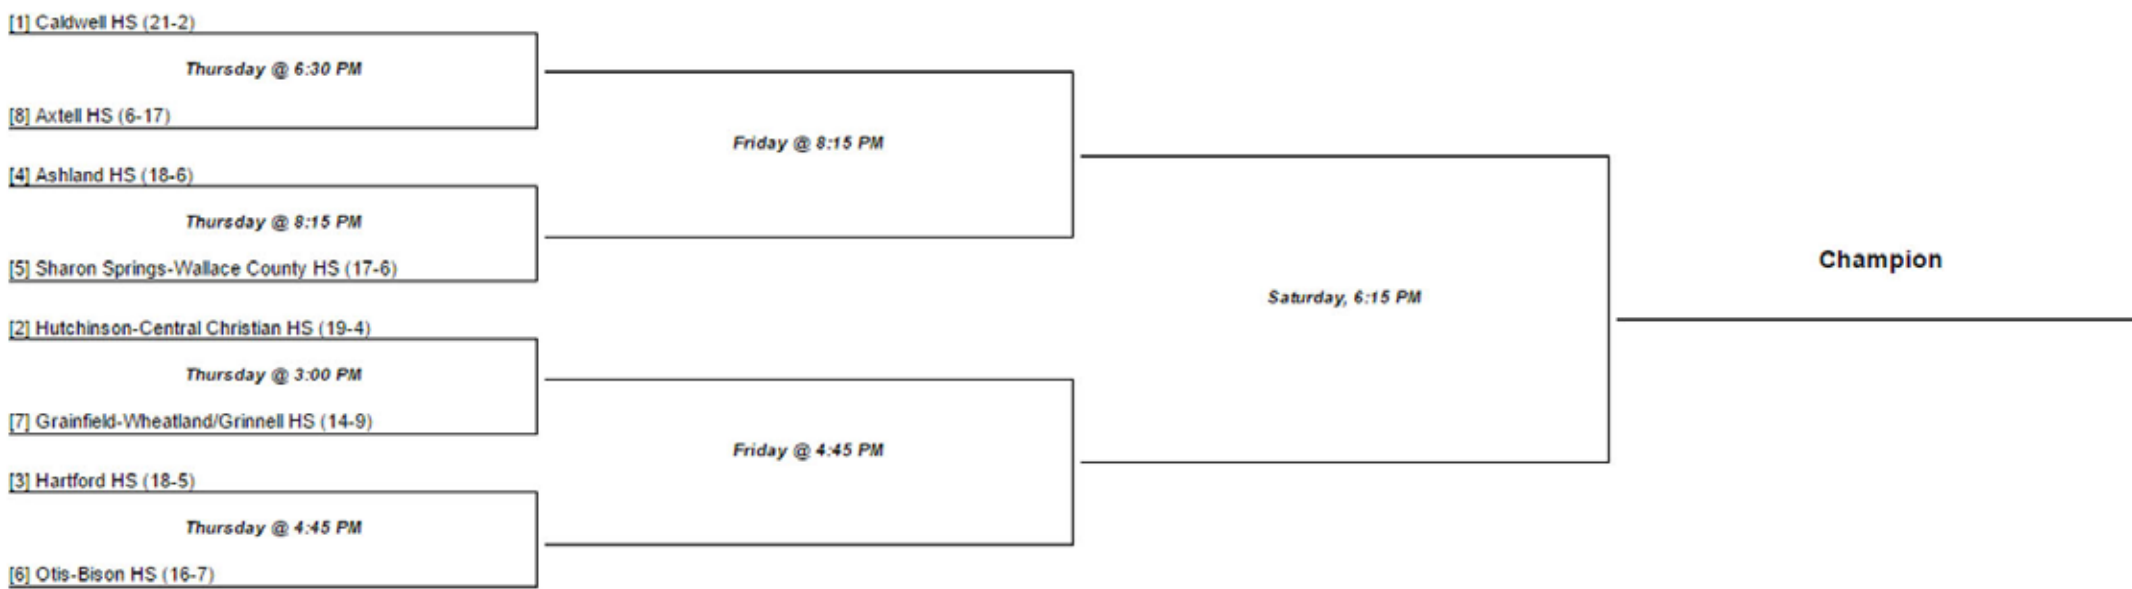 [1] Caldwell HS (21-2)
Thursday @ 6:30 PM
[8] Axtell HS (6-17)
Friday @ 8:15 PM
[4] Ashland HS (18-6)
Thursday @ 8:15 PM
[5] Sharon Springs-Wallace County HS (17-6)
Champion
Saturday, 6:15 PM
[2] Hutchinson-Central Christian HS (19-4)
Thursday @ 3:00 PM
[7] Grainfield-Wheatland/Grinnell HS (14-9)
Friday @ 4:45 PM
[3] Hartford HS (18-5)
Thursday @ 4:45 PM
[6] Otis-Bison HS (16-7)